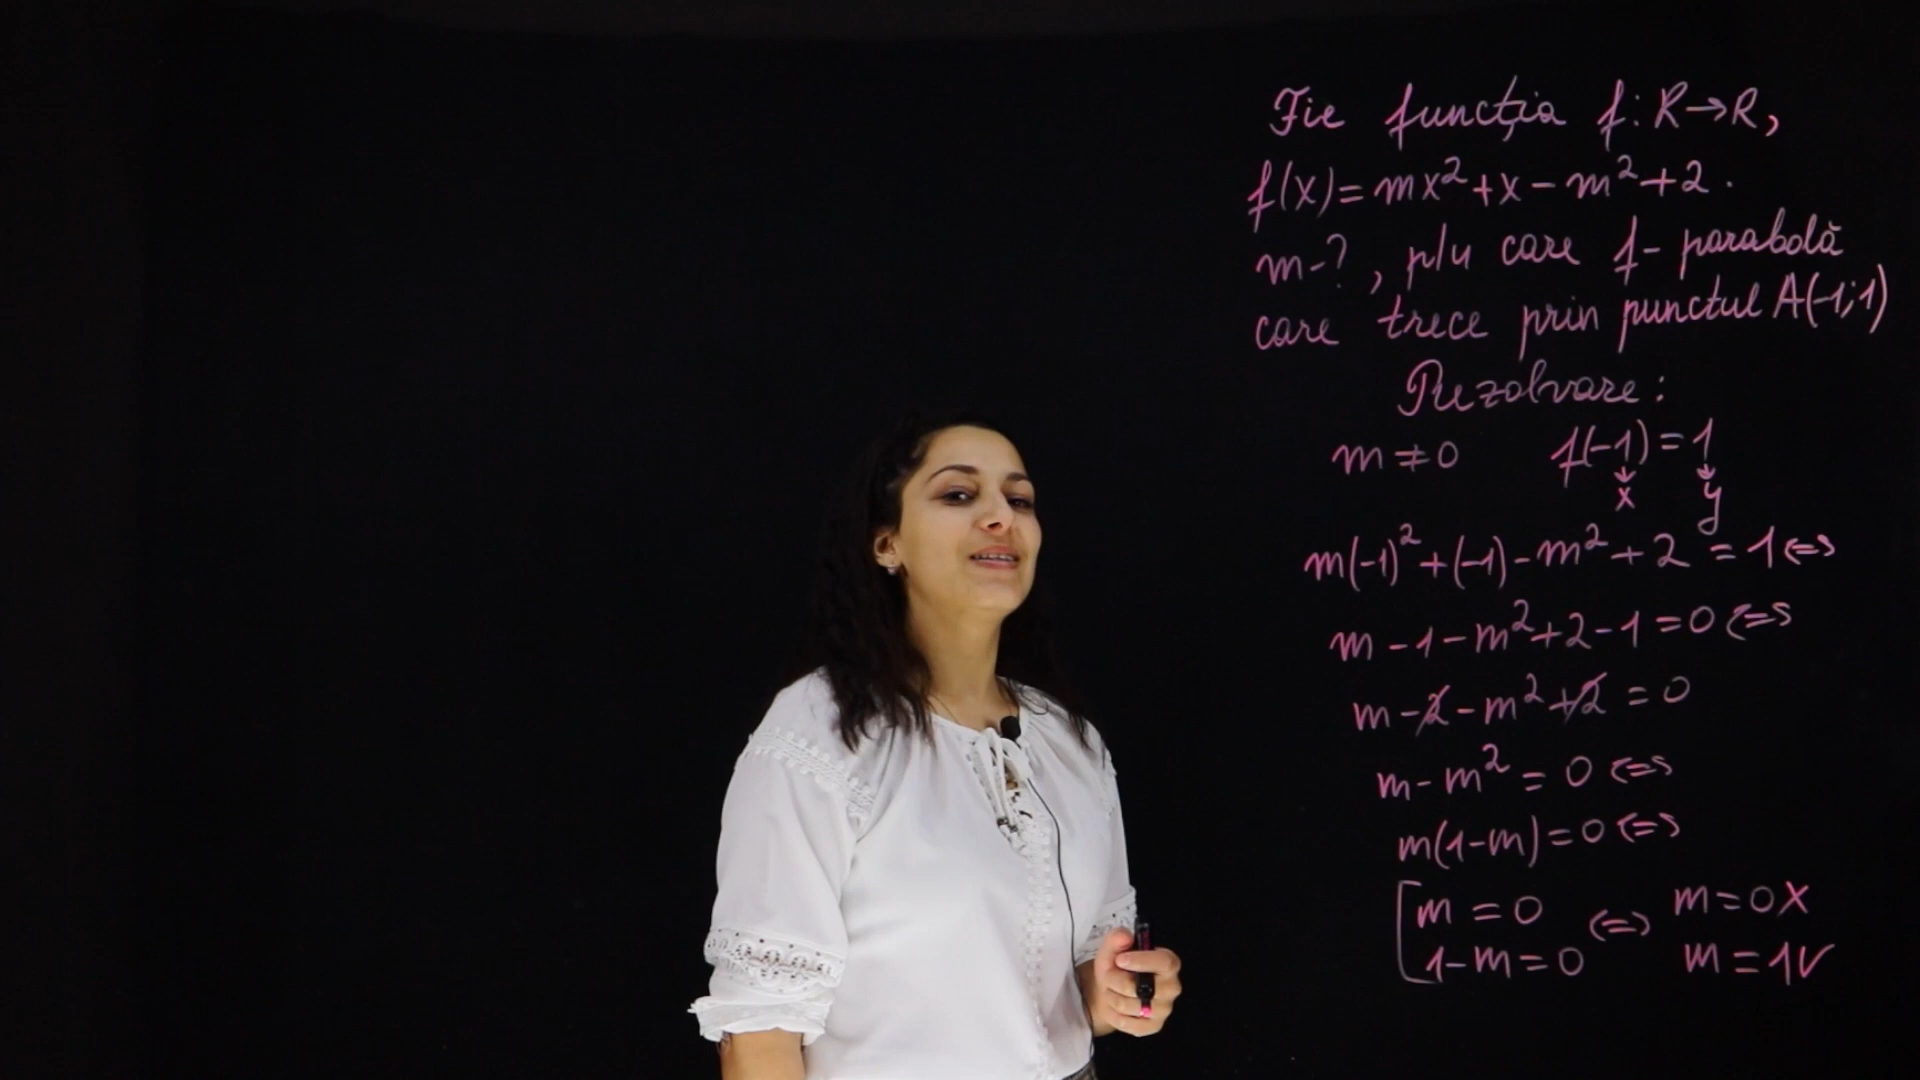 Fie funcția f: R→R,
f(x)=mx²+x-m²+2.
m-?, p/u care f- parabolă
care trece prin punctul A(-1;1)
Rezolvare:
m≠0 f(-1)=1
↓ ↓
x y
m(-1)²+(-1)-m²+2 = 1<=>
m-1-m²+2-1=0<=>
m-2-m²+2=0
m-m²=0<=>
m(1-m)=0<=>
[m=0 <=> m=0 X
1-m=0 m=1 V